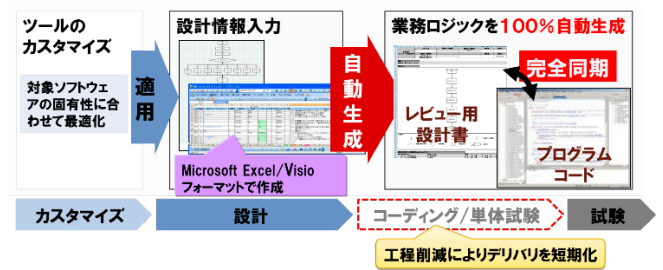 ツールの
カスタマイズ
対象ソフトウェ
アの固有性に合
わせて最適化
適用
設計情報入力
Microsoft Excel/Visio
フォーマットで作成
自動生成
業務ロジックを100%自動生成
完全同期
レビュー用
設計書
プログラム
コード
カスタマイズ
設計
コーディング/単体試験
試験
工程削減によりデリバリを短期化